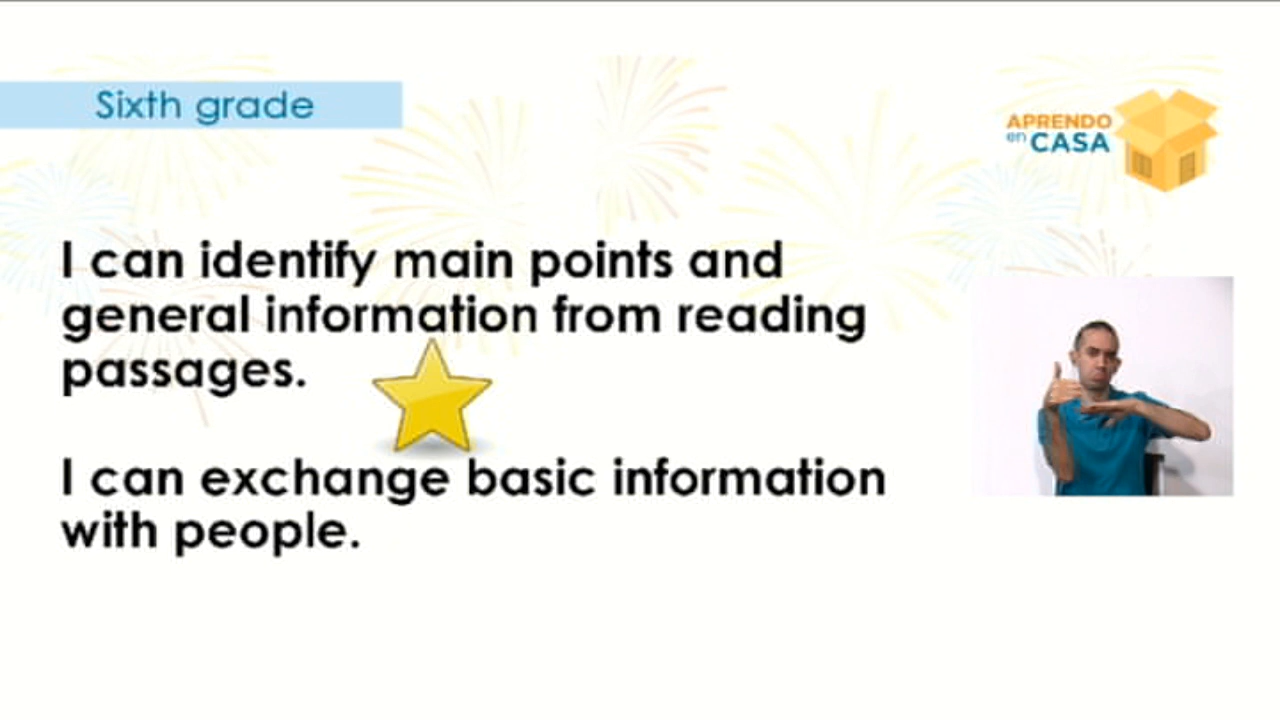 Sixth grade
APRENDO
en CASA
I can identify main points and
general information from reading
passages.
I can exchange basic information
with people.